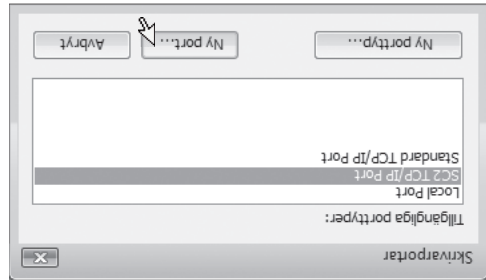 Skrivarportar
Tillgängliga porttyper:
Local Port
SC2 TCP/IP Port
Standard TCP/IP Port
Ny porttyp... Ny port... Avbryt